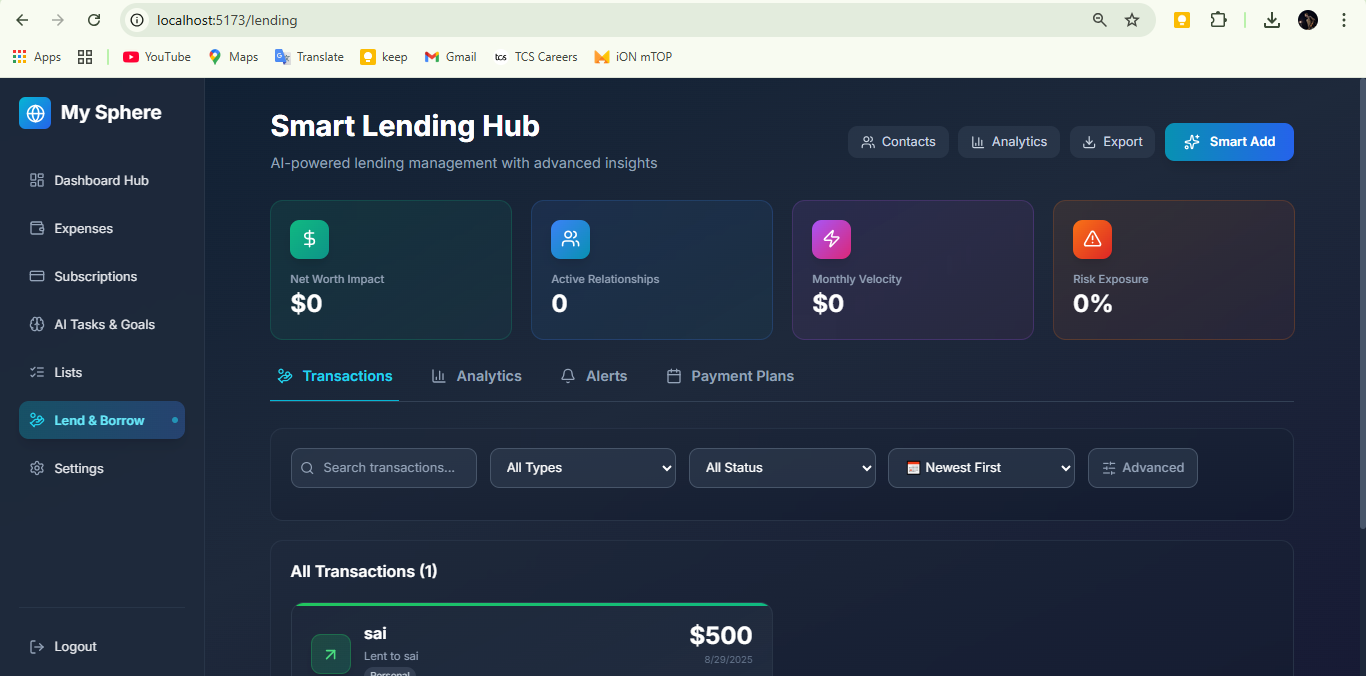 localhost:5173/lending
Apps
YouTube
Maps
Translate
keep
Gmail
tcs TCS Careers
iON mTOP
My Sphere
Dashboard Hub
Expenses
Subscriptions
AI Tasks & Goals
Lists
Lend & Borrow
Settings
Logout
Smart Lending Hub
AI-powered lending management with advanced insights
Contacts
Analytics
Export
Smart Add
Net Worth Impact
$0
Active Relationships
0
Monthly Velocity
$0
Risk Exposure
0%
Transactions
Analytics
Alerts
Payment Plans
Search transactions...
All Types
All Status
Newest First
Advanced
All Transactions (1)
sai
Lent to sai
Personal
$500
8/29/2025